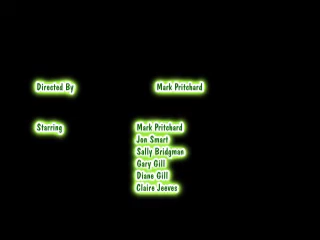 Directed By Mark Pritchard
Starring Mark Pritchard
Jon Smart
Sally Bridgman
Gary Gill
Diane Gill
Claire Jeeves